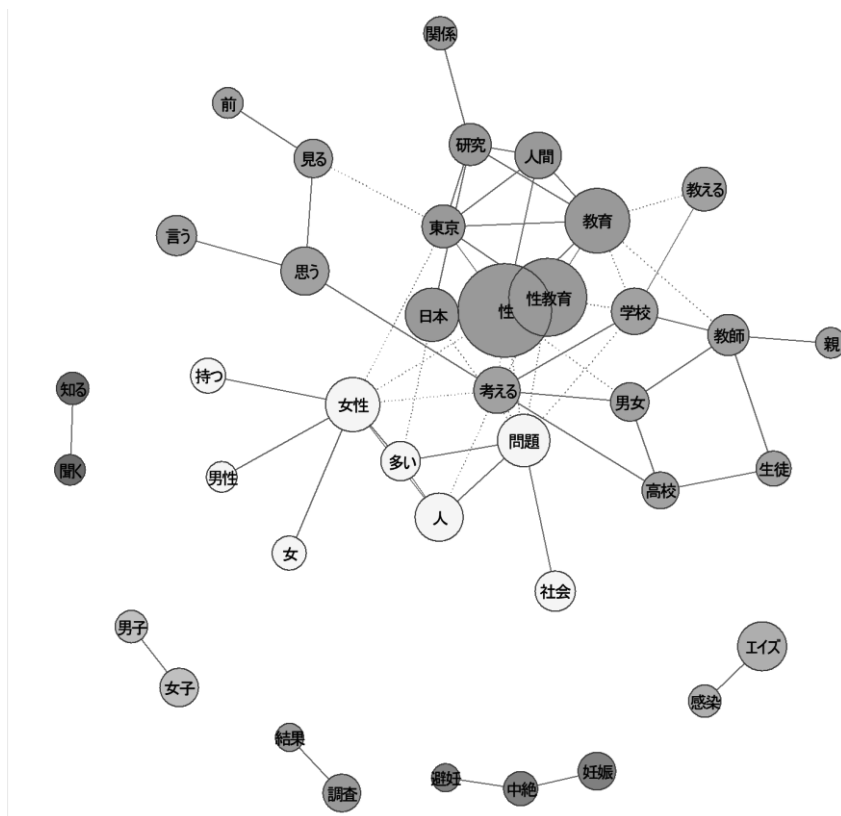 関係
前
研究
人間
見る
教える
教育
東京
言う
思う
性教育
性
日本
学校
教師
親
持つ
知る
考える
女性
男女
問題
多い
聞く
男性
生徒
高校
人
女
社会
男子
エイズ
女子
感染
結果
妊娠
避妊
中絶
調査